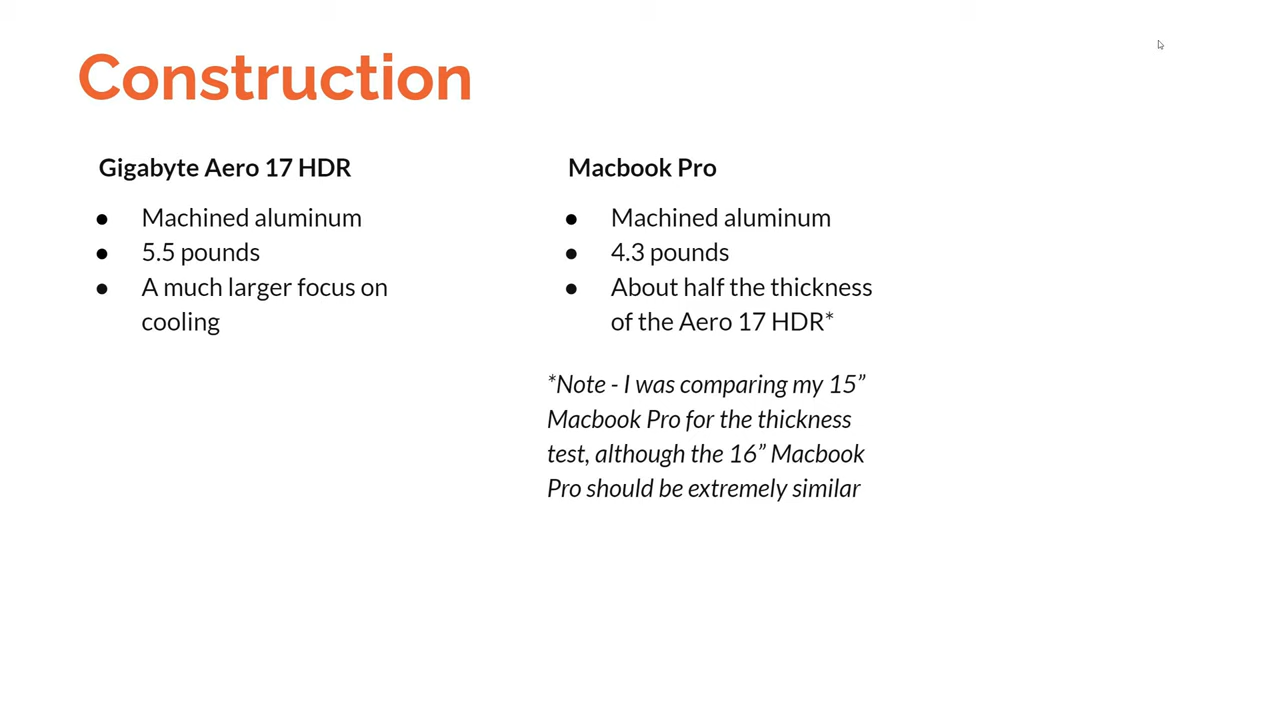 Construction
Gigabyte Aero 17 HDR
● Machined aluminum
● 5.5 pounds
● A much larger focus on
cooling
Macbook Pro
● Machined aluminum
● 4.3 pounds
● About half the thickness
of the Aero 17 HDR*
*Note - I was comparing my 15”
Macbook Pro for the thickness
test, although the 16” Macbook
Pro should be extremely similar